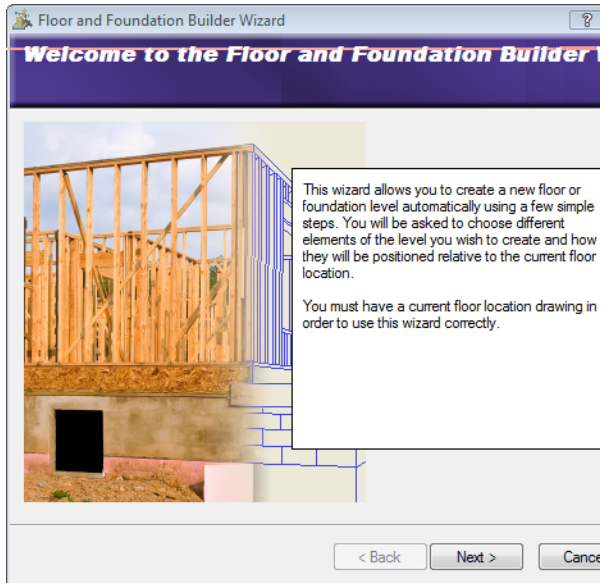 Floor and Foundation Builder Wizard
?
Welcome to the Floor and Foundation Builder
This wizard allows you to create a new floor or
foundation level automatically using a few simple
steps. You will be asked to choose different
elements of the level you wish to create and how
they will be positioned relative to the current floor
location.
You must have a current floor location drawing in
order to use this wizard correctly.
< Back
Next >
Cance